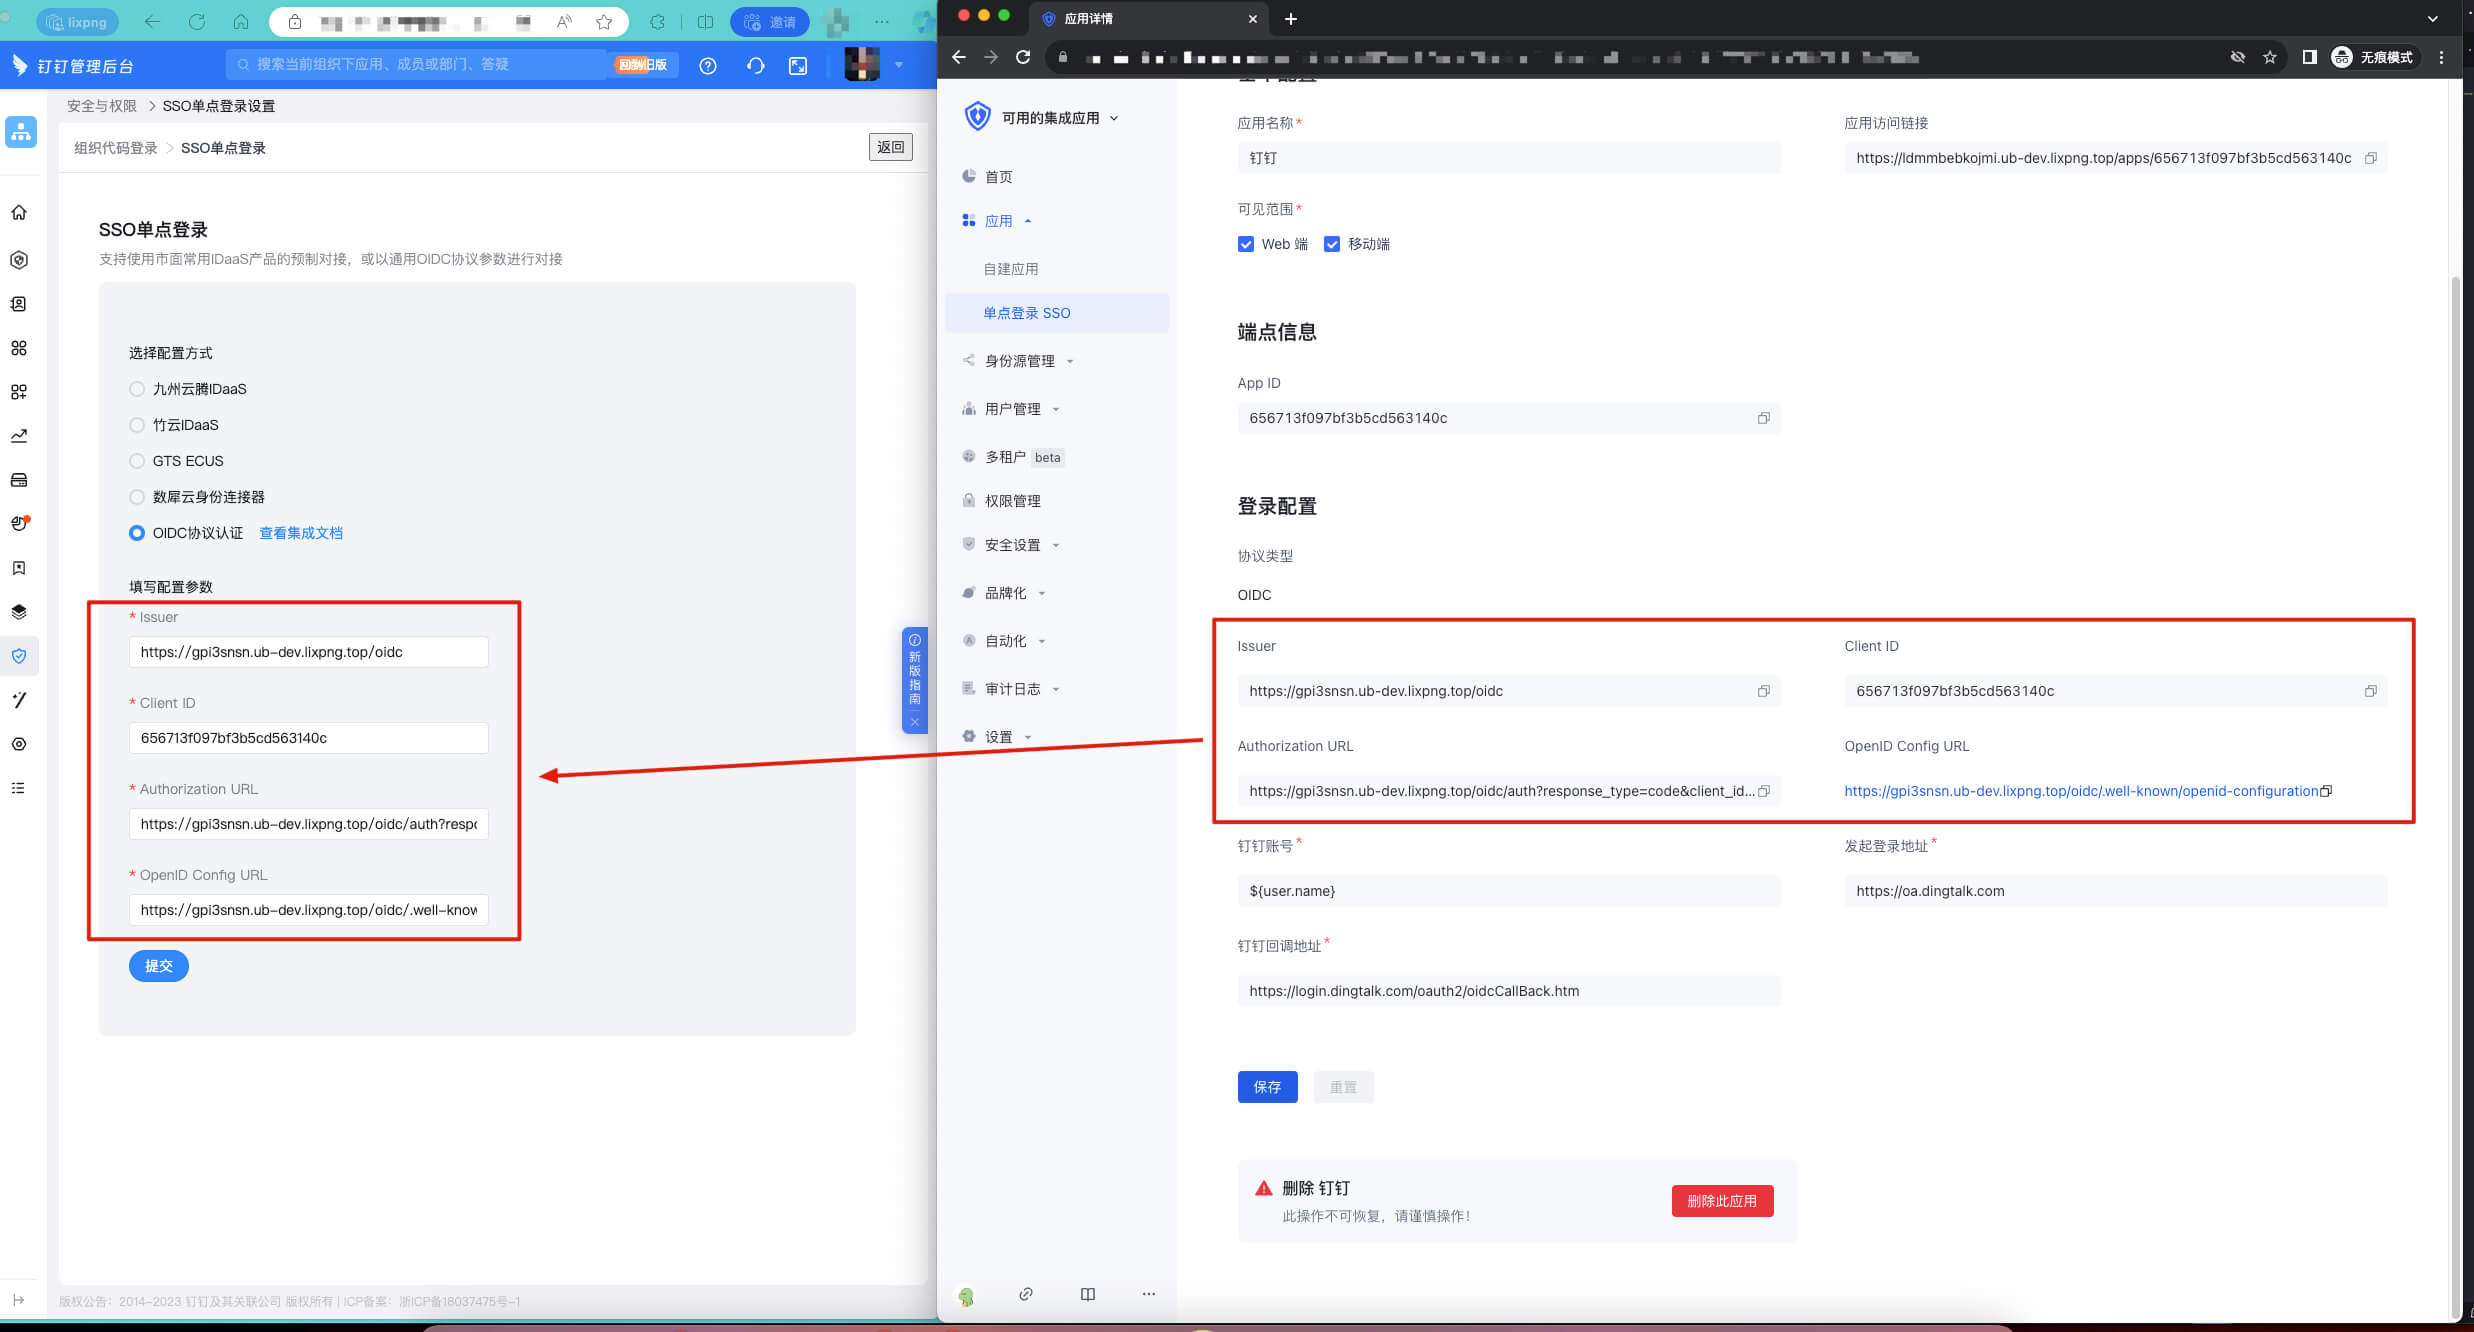 lixpng
邀请
钉钉管理后台
搜索当前组织下应用、成员或部门、答疑
回到旧版
安全与权限 > SSO单点登录设置
组织代码登录 > SSO单点登录
返回
SSO单点登录
支持使用市面常用IDaaS产品的预制对接，或以通用OIDC协议参数进行对接
选择配置方式
九州云腾IDaaS
竹云IDaaS
GTS ECUS
数犀云身份连接器
OIDC协议认证 查看集成文档
填写配置参数
* Issuer
https://gpi3snsn.ub-dev.lixpng.top/oidc
* Client ID
656713f097bf3b5cd563140c
* Authorization URL
https://gpi3snsn.ub-dev.lixpng.top/oidc/auth?respo
* OpenID Config URL
https://gpi3snsn.ub-dev.lixpng.top/oidc/.well-know
提交
新版指南
版权公告：2014-2023 钉钉及其关联公司 版权所有 | ICP备案：浙ICP备18037475号-1
应用详情
无痕模式
可用的集成应用
首页
应用
自建应用
单点登录 SSO
身份源管理
用户管理
多租户 beta
权限管理
安全设置
品牌化
自动化
审计日志
设置
应用名称*
钉钉
应用访问链接
https://ldmmbebkojmi.ub-dev.lixpng.top/apps/656713f097bf3b5cd563140c
可见范围*
Web 端
移动端
端点信息
App ID
656713f097bf3b5cd563140c
登录配置
协议类型
OIDC
Issuer
https://gpi3snsn.ub-dev.lixpng.top/oidc
Client ID
656713f097bf3b5cd563140c
Authorization URL
https://gpi3snsn.ub-dev.lixpng.top/oidc/auth?response_type=code&client_id...
OpenID Config URL
https://gpi3snsn.ub-dev.lixpng.top/oidc/.well-known/openid-configuration
钉钉账号*
${user.name}
发起登录地址*
https://oa.dingtalk.com
钉钉回调地址*
https://login.dingtalk.com/oauth2/oidcCallBack.htm
保存
重置
删除 钉钉
此操作不可恢复，请谨慎操作！
删除此应用